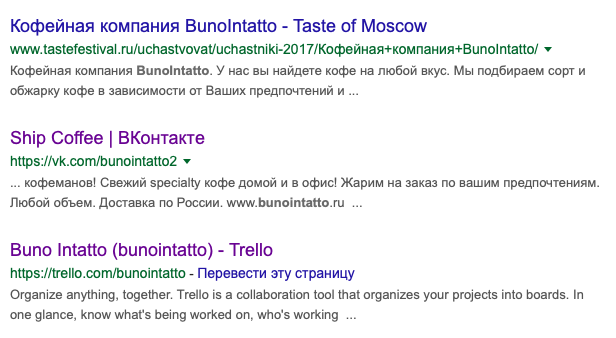 Кофейная компания BunoIntatto - Taste of Moscow
www.tastefestival.ru/uchastvovat/uchastniki-2017/Кофейная+компания+BunoIntatto/
Кофейная компания BunoIntatto. У нас вы найдете кофе на любой вкус. Мы подбираем сорт и
обжарку кофе в зависимости от Ваших предпочтений и ...
Ship Coffee | ВКонтакте
https://vk.com/bunointatto2
... кофеманов! Свежий specialty кофе домой и в офис! Жарим на заказ по вашим предпочтениям.
Любой объем. Доставка по России. www.bunointatto.ru ...
Buno Intatto (bunointatto) - Trello
https://trello.com/bunointatto - Перевести эту страницу
Organize anything, together. Trello is a collaboration tool that organizes your projects into boards. In
one glance, know what's being worked on, who's working ...